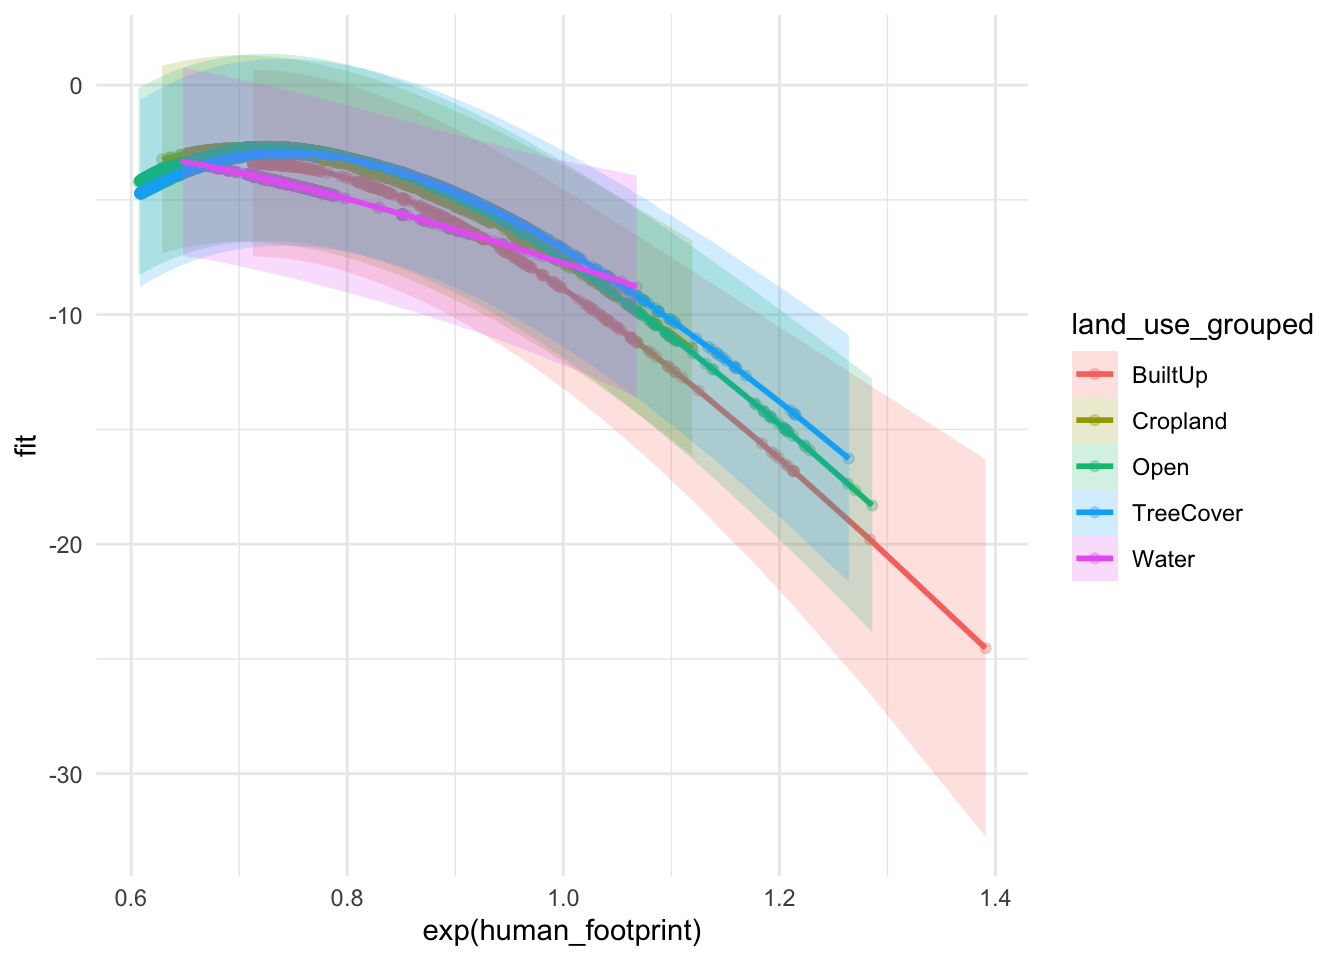 0
-10
-20
-30
fit
0.6 0.8 1.0 1.2 1.4
exp(human_footprint)
land_use_grouped
BuiltUp
Cropland
Open
TreeCover
Water